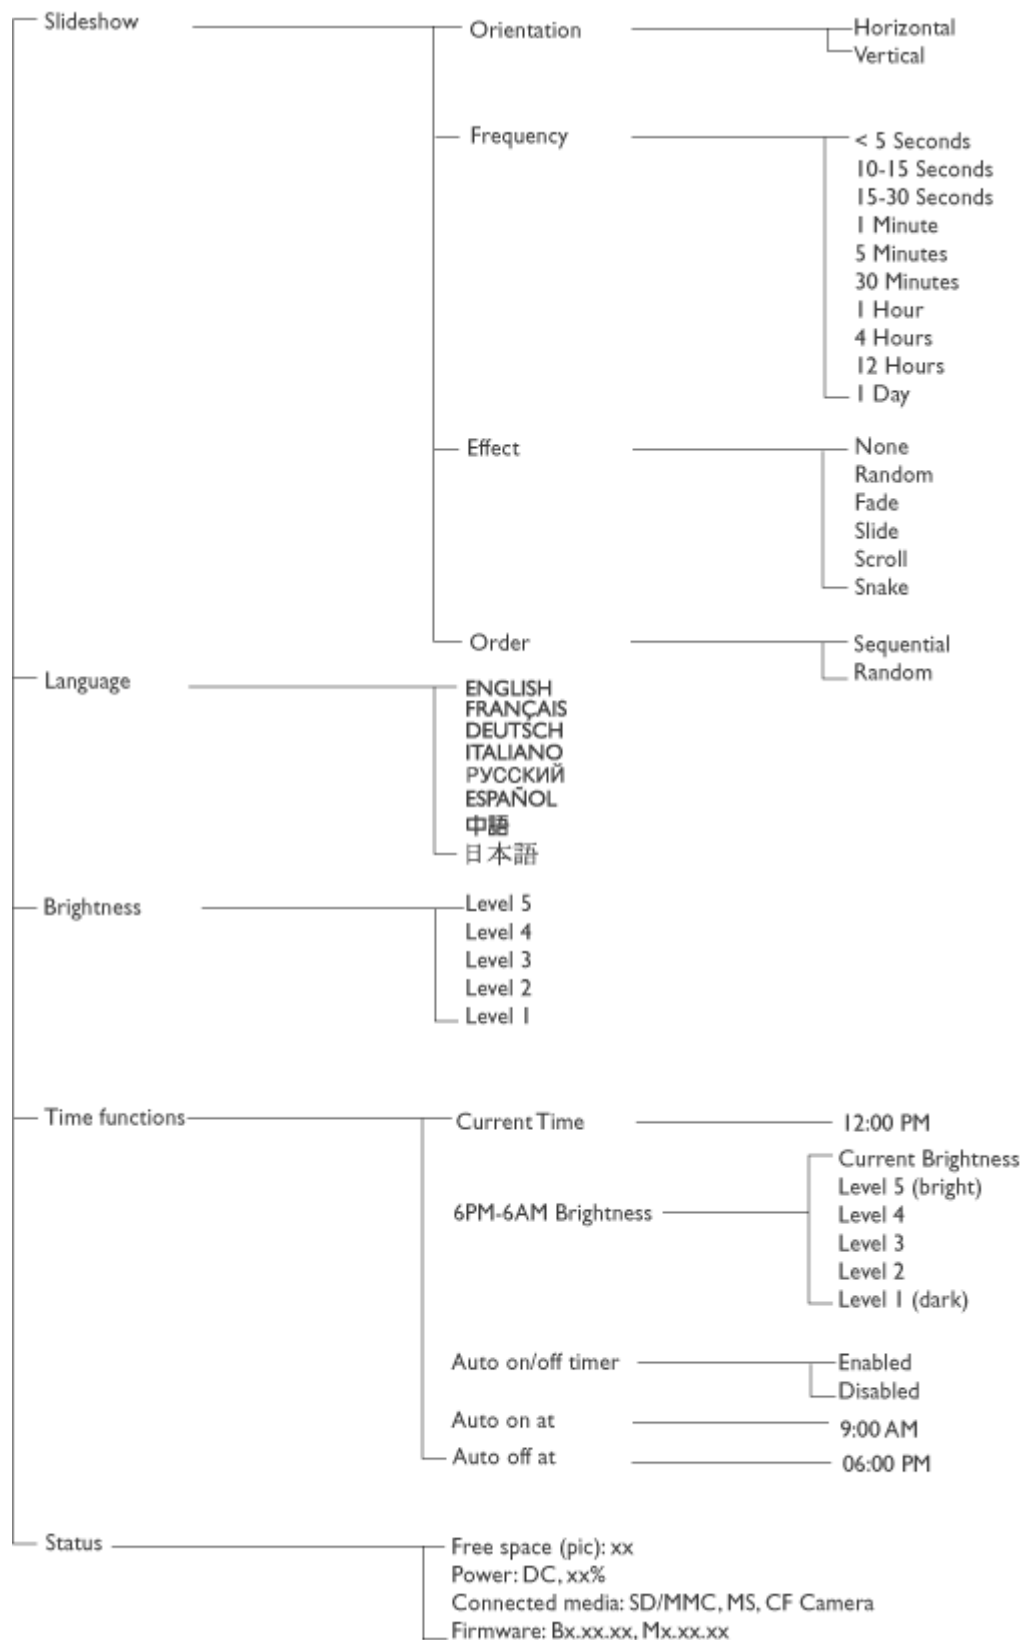 Slideshow
Orientation
Horizontal
Vertical
Frequency
< 5 Seconds
10-15 Seconds
15-30 Seconds
1 Minute
5 Minutes
30 Minutes
1 Hour
4 Hours
12 Hours
1 Day
Effect
None
Random
Fade
Slide
Scroll
Snake
Order
Sequential
Random
Language
ENGLISH
FRANÇAIS
DEUTSCH
ITALIANO
РУССКИЙ
ESPAÑOL
中語
日本語
Brightness
Level 5
Level 4
Level 3
Level 2
Level 1
Time functions
Current Time
12:00 PM
6PM-6AM Brightness
Current Brightness
Level 5 (bright)
Level 4
Level 3
Level 2
Level 1 (dark)
Auto on/off timer
Enabled
Disabled
Auto on at
9:00 AM
Auto off at
06:00 PM
Status
Free space (pic): xx
Power: DC, xx%
Connected media: SD/MMC, MS, CF Camera
Firmware: Bx.xx.xx, Mx.xx.xx